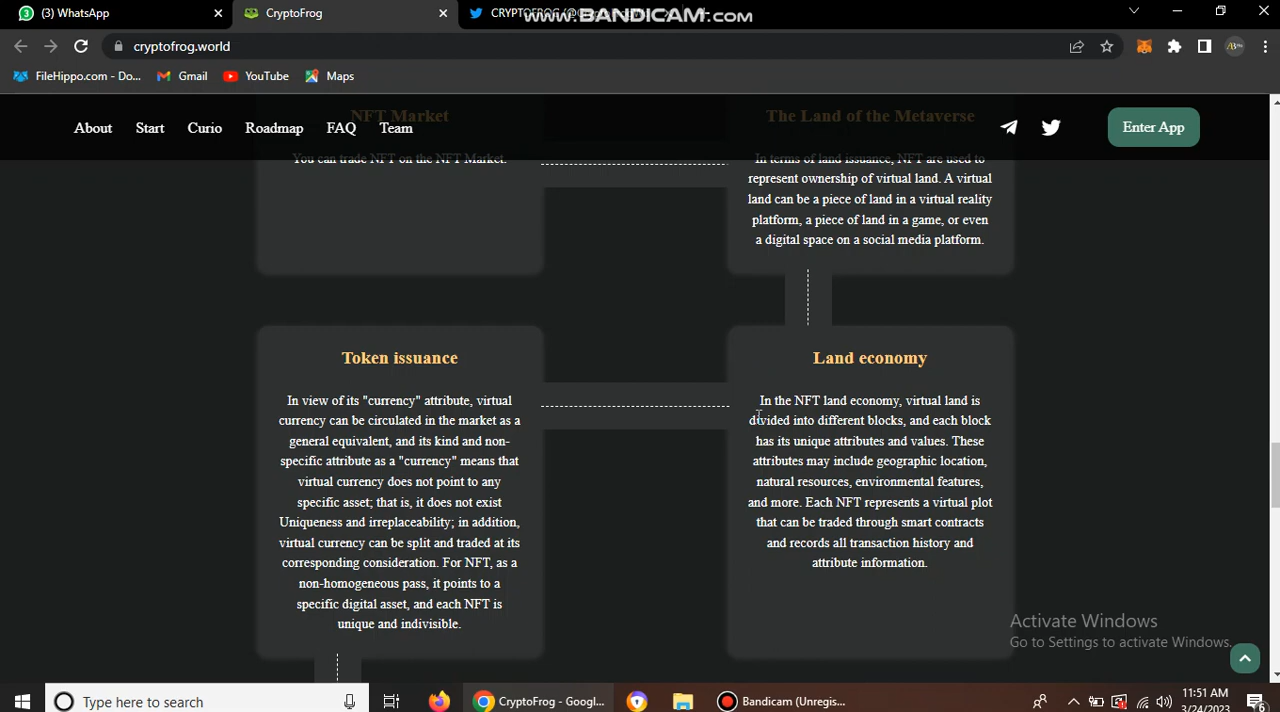 (3) WhatsApp
CryptoFrog
CRYPTOFROG
www.BANDICAM.com
cryptofrog.world
FileHippo.com - Do...
Gmail
YouTube
Maps
About
Start
Curio
Roadmap
FAQ
Team
Enter App
NFT Market
You can trade NFT on the NFT Market.
The Land of the Metaverse
In terms of land issuance, NFT are used to
represent ownership of virtual land. A virtual
land can be a piece of land in a virtual reality
platform, a piece of land in a game, or even
a digital space on a social media platform.
Token issuance
In view of its "currency" attribute, virtual
currency can be circulated in the market as a
general equivalent, and its kind and non-
specific attribute as a "currency" means that
virtual currency does not point to any
specific asset; that is, it does not exist
Uniqueness and irreplaceability; in addition,
virtual currency can be split and traded at its
corresponding consideration. For NFT, as a
non-homogeneous pass, it points to a
specific digital asset, and each NFT is
unique and indivisible.
Land economy
In the NFT land economy, virtual land is
divided into different blocks, and each block
has its unique attributes and values. These
attributes may include geographic location,
natural resources, environmental features,
and more. Each NFT represents a virtual plot
that can be traded through smart contracts
and records all transaction history and
attribute information.
Activate Windows
Go to Settings to activate Windows.
Type here to search
CryptoFrog - Googl...
Bandicam (Unregis...
11:51 AM
3/24/2023
6